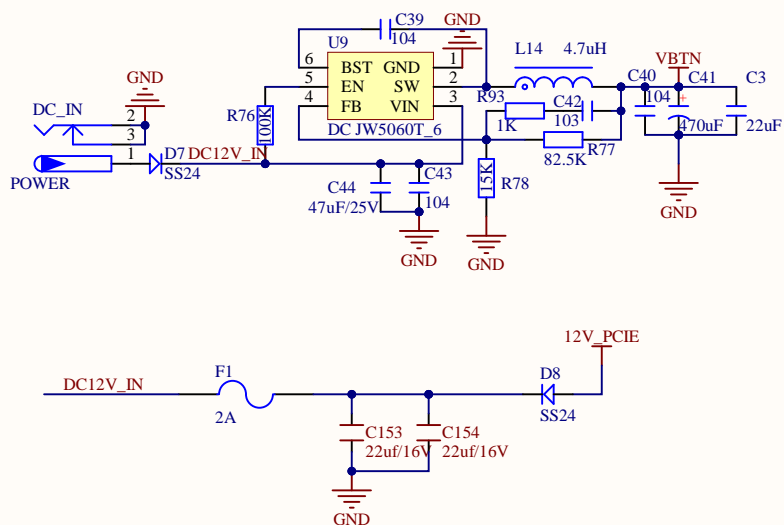 C39
104
GND
U9
L14 4.7uH
VBTN
6 BST GND 1
5 EN SW 2
4 FB VIN 3
DC JW5060T_6
GND
DC_IN
2
3
1
POWER
D7
SS24
DC12V_IN
R76
100K
R93
1K
C42
103
82.5K
R77
15K
R78
GND
C44
47uF/25V
C43
104
GND
C40
104
C41
+
470uF
C3
22uF
GND
DC12V_IN
F1
2A
C153
22uf/16V
C154
22uf/16V
GND
D8
SS24
12V_PCIE